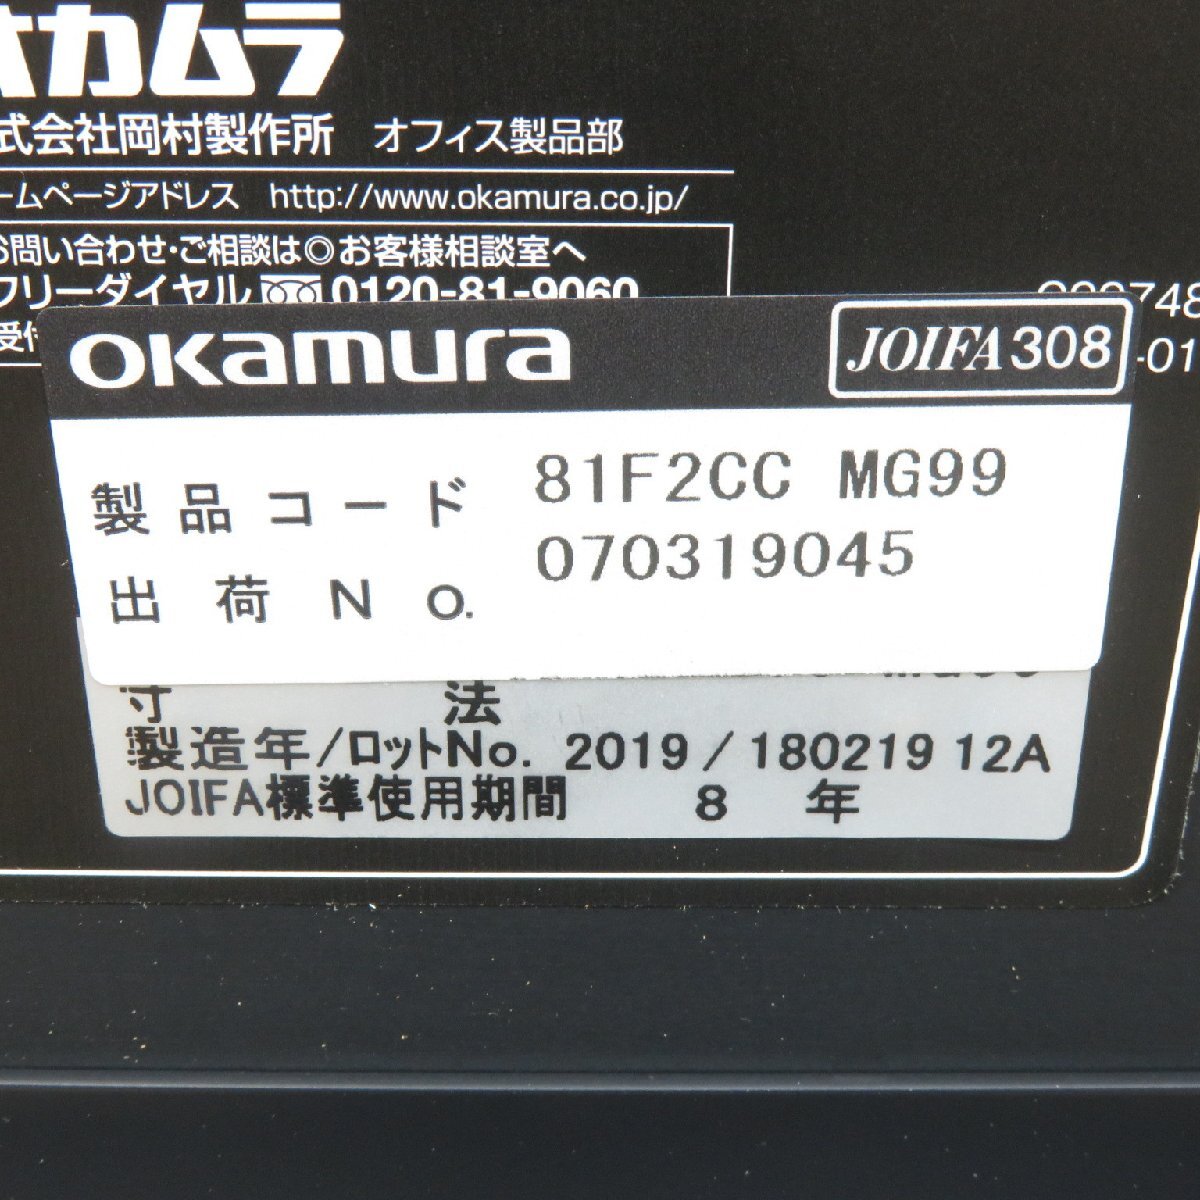 オカムラ
式会社岡村製作所 オフィス製品部
ームページアドレス http://www.okamura.co.jp/
お問い合わせ・ご相談は◎お客様相談室へ
フリーダイヤル 0120-81-9060
受付
okamura JOIFA308
-01
製品コード 81F2CC MG99
出荷No. 070319045
寸法
製造年/ロットNo. 2019/180219 12A
JOIFA標準使用期間 8年